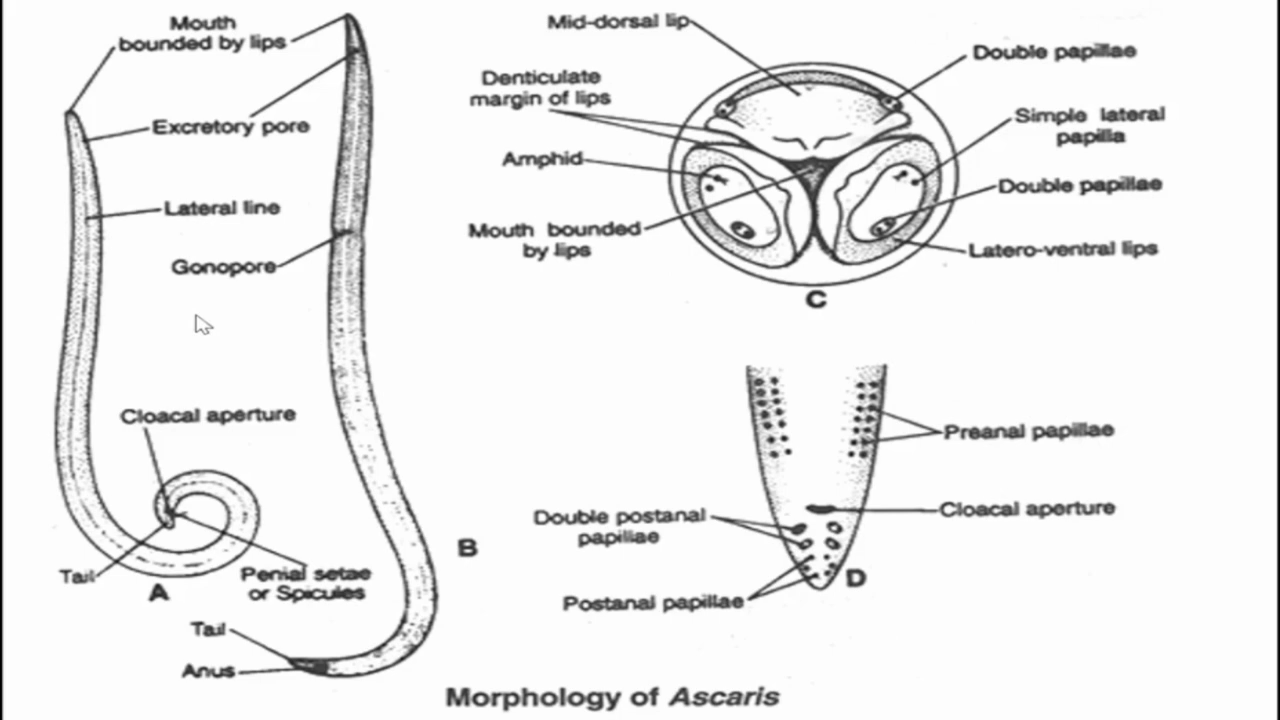 Mouth
bounded by lips
Excretory pore
Lateral line
Gonopore
Cloacal aperture
Tail
Penial setae
or Spicules
A
Tail
Anus
B
Mid-dorsal lip
Denticulate
margin of lips
Amphid
Mouth bounded
by lips
Double papillae
Simple lateral
papilla
Double papillae
Latero-ventral lips
C
Preanal papillae
Cloacal aperture
Double postanal
papillae
Postanal papillae
D
Morphology of Ascaris